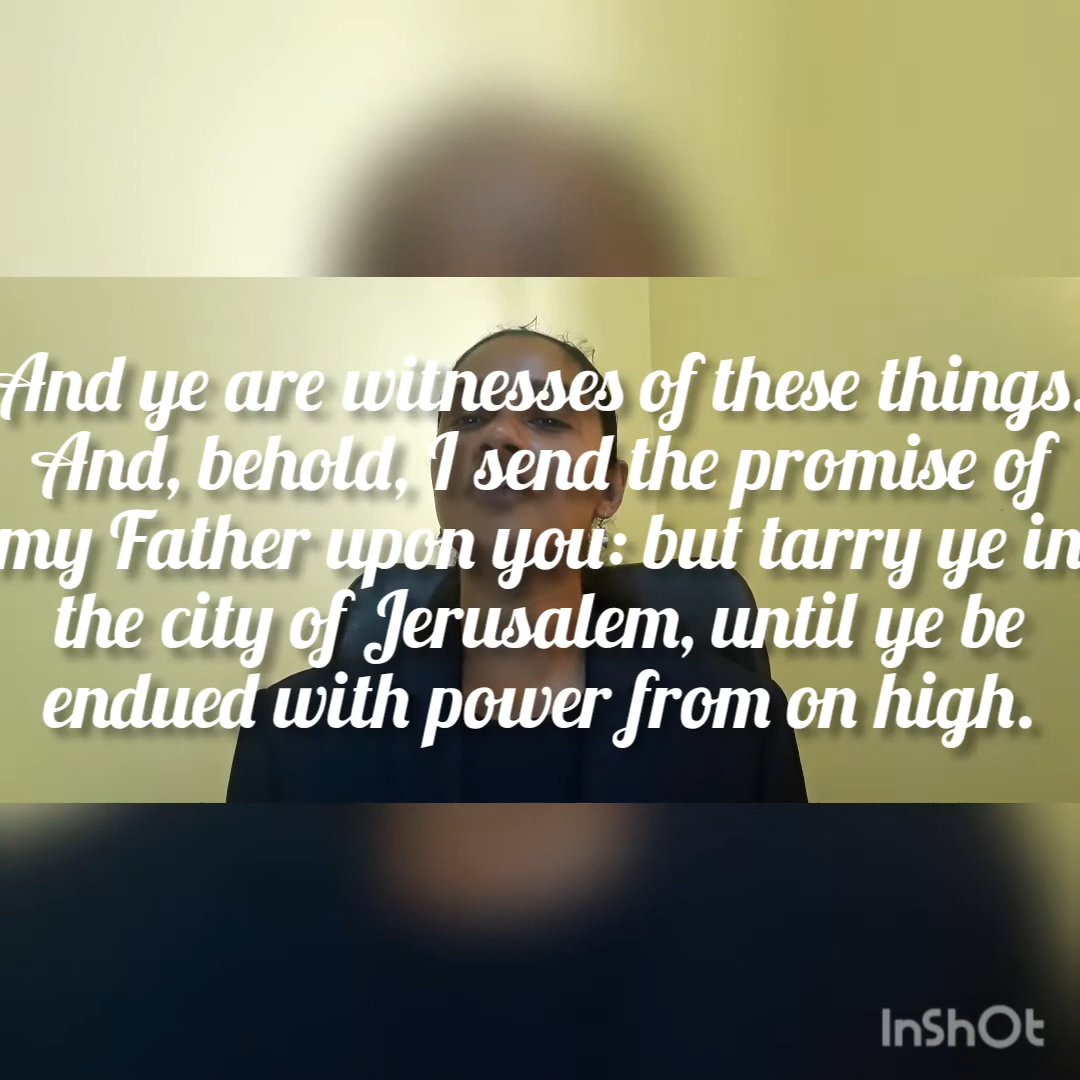 And ye are witnesses of these things.
And, behold, I send the promise of
my Father upon you: but tarry ye in
the city of Jerusalem, until ye be
endued with power from on high.
InShOt